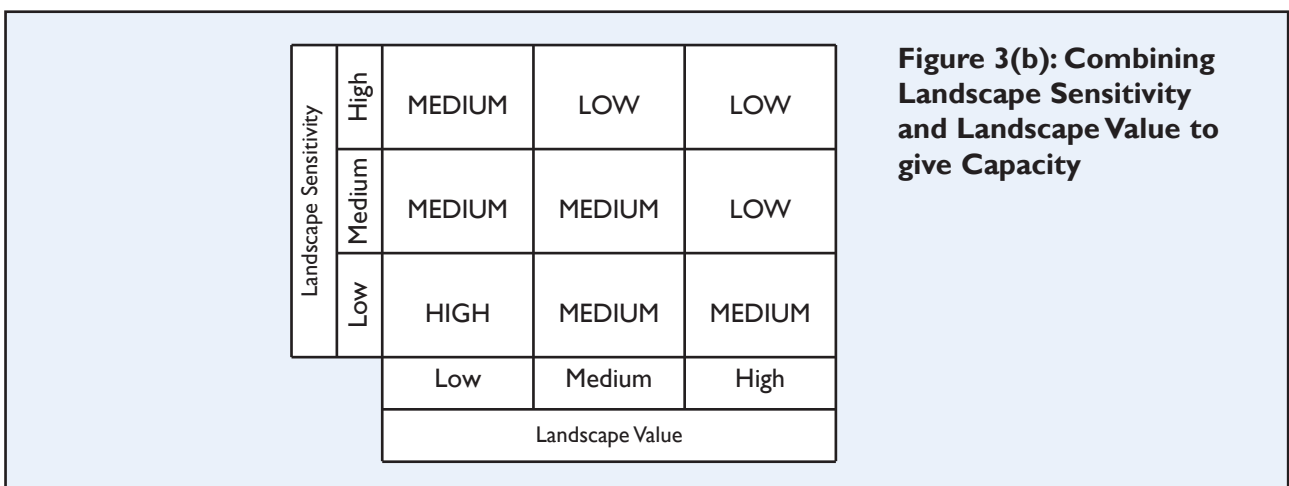 Figure 3(b): Combining
Landscape Sensitivity
and Landscape Value to
give Capacity
Landscape Sensitivity
High
MEDIUM LOW LOW
Medium
MEDIUM MEDIUM LOW
Low
HIGH MEDIUM MEDIUM
Low Medium High
Landscape Value